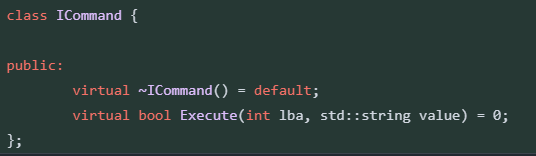 class ICommand {
public:
virtual ~ICommand() = default;
virtual bool Execute(int lba, std::string value) = 0;
};